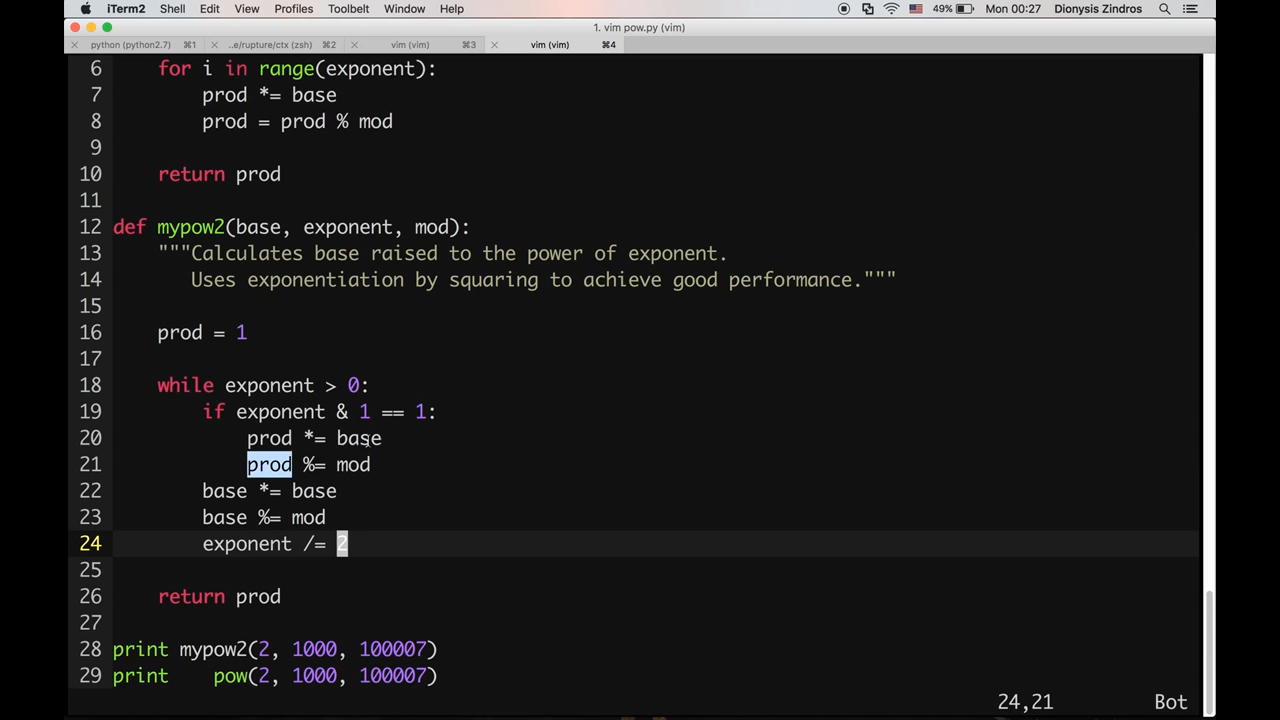 iTerm2 Shell Edit View Profiles Toolbelt Window Help 49% Mon 00:27 Dionysis Zindros
1. vim pow.py (vim)
python (python2.7) ⌘1 ..e/rupture/ctx (zsh) ⌘2 vim (vim) ⌘3 vim (vim) ⌘4
6     for i in range(exponent):
7         prod *= base
8         prod = prod % mod
9
10     return prod
11
12 def mypow2(base, exponent, mod):
13     """Calculates base raised to the power of exponent.
14        Uses exponentiation by squaring to achieve good performance."""
15
16     prod = 1
17
18     while exponent > 0:
19         if exponent & 1 == 1:
20             prod *= base
21             prod %= mod
22         base *= base
23         base %= mod
24         exponent /= 2
25
26     return prod
27
28 print mypow2(2, 1000, 100007)
29 print    pow(2, 1000, 100007)
24,21 Bot